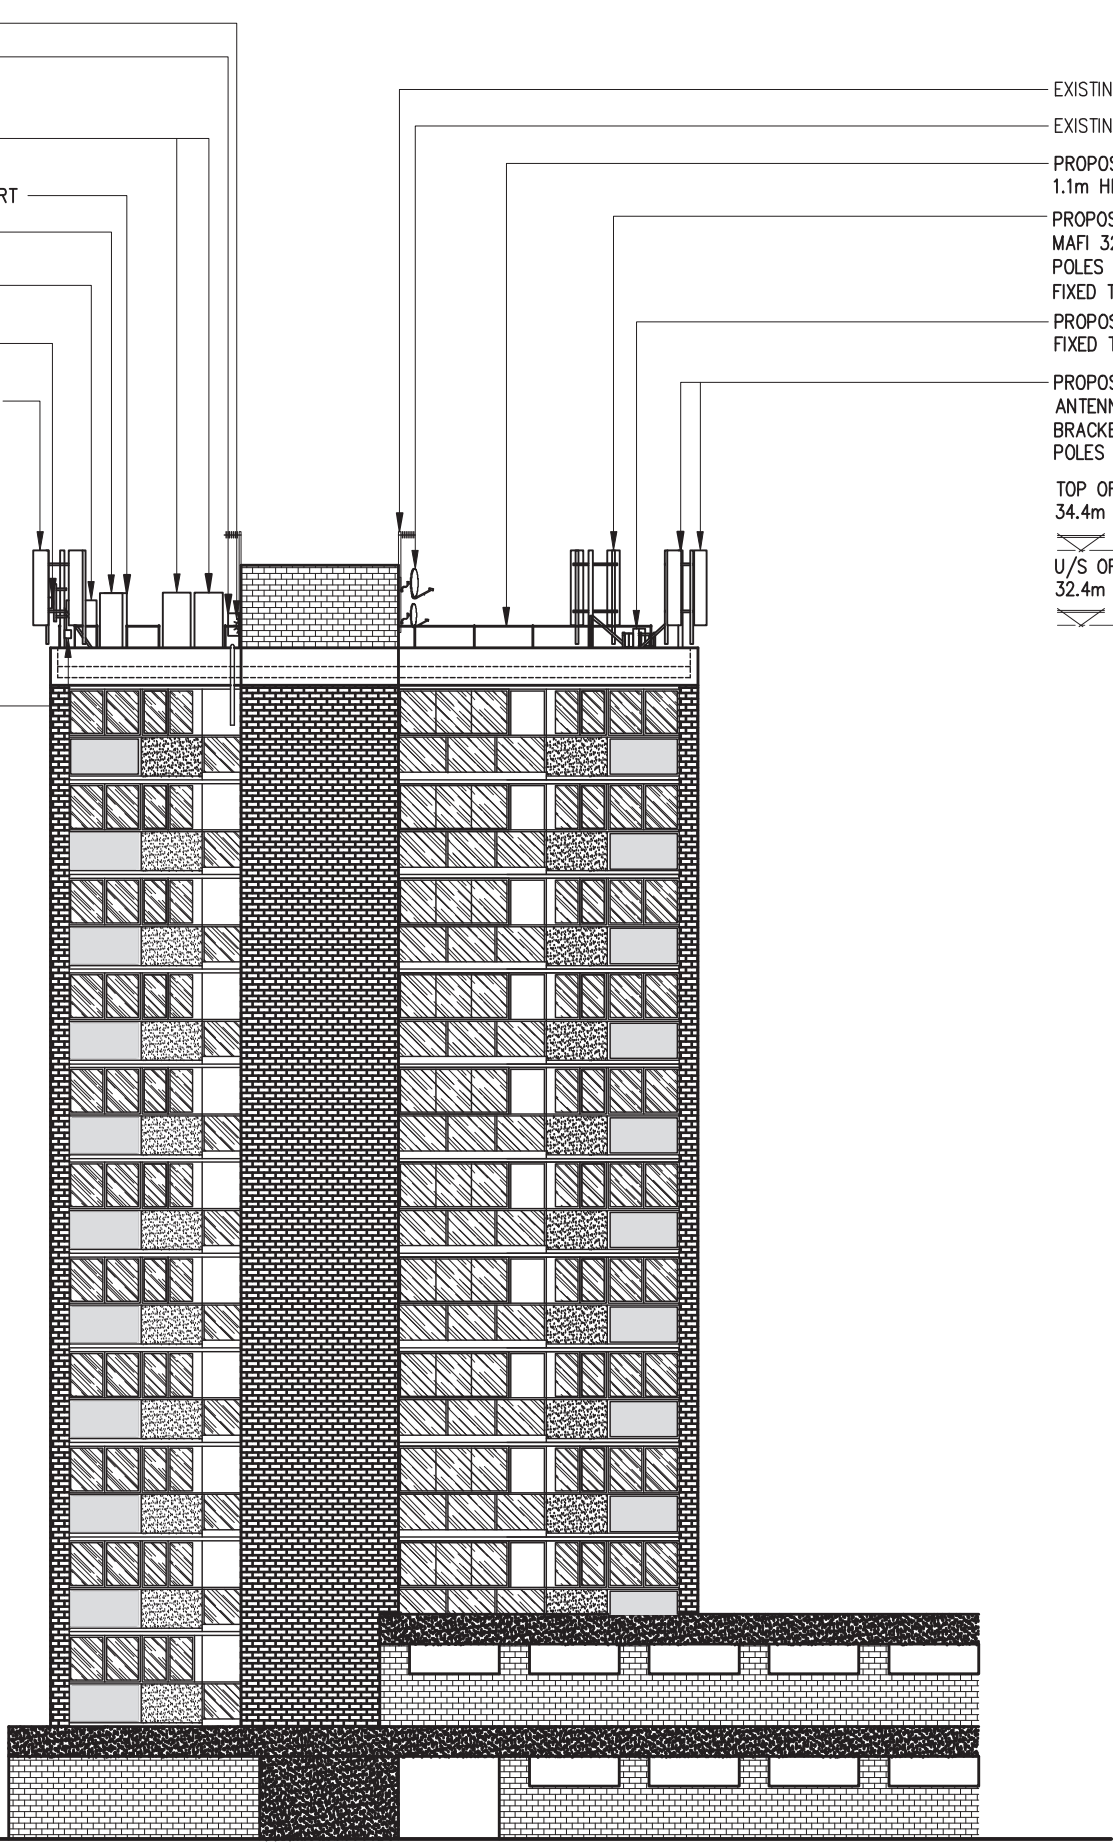 RT
EXISTIN
EXISTIN
PROPOS
1.1m H
PROPOS
MAFI 32
POLES
FIXED T
PROPOS
FIXED T
PROPOS
ANTENN
BRACKE
POLES
TOP OF
34.4m
U/S OF
32.4m